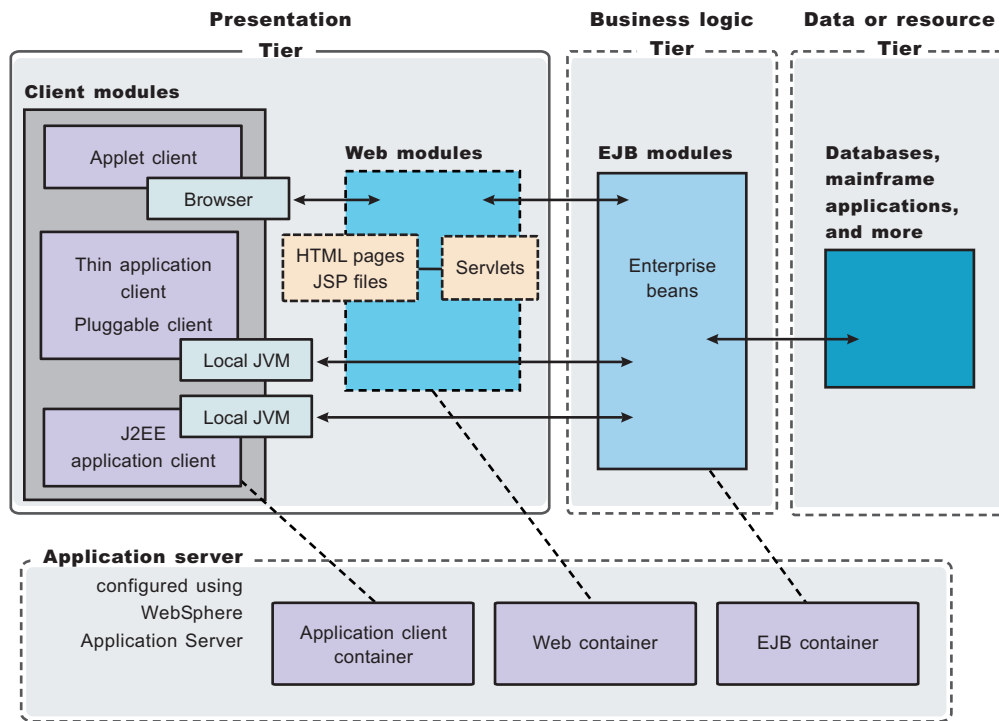 Presentation
Tier
Business logic
Tier
Data or resource
Tier
Client modules
Applet client
Browser
Thin application
client
Pluggable client
Local JVM
Local JVM
J2EE
application client
Web modules
HTML pages
JSP files
Servlets
EJB modules
Enterprise
beans
Databases,
mainframe
applications,
and more
Application server
configured using
WebSphere
Application Server
Application client
container
Web container
EJB container